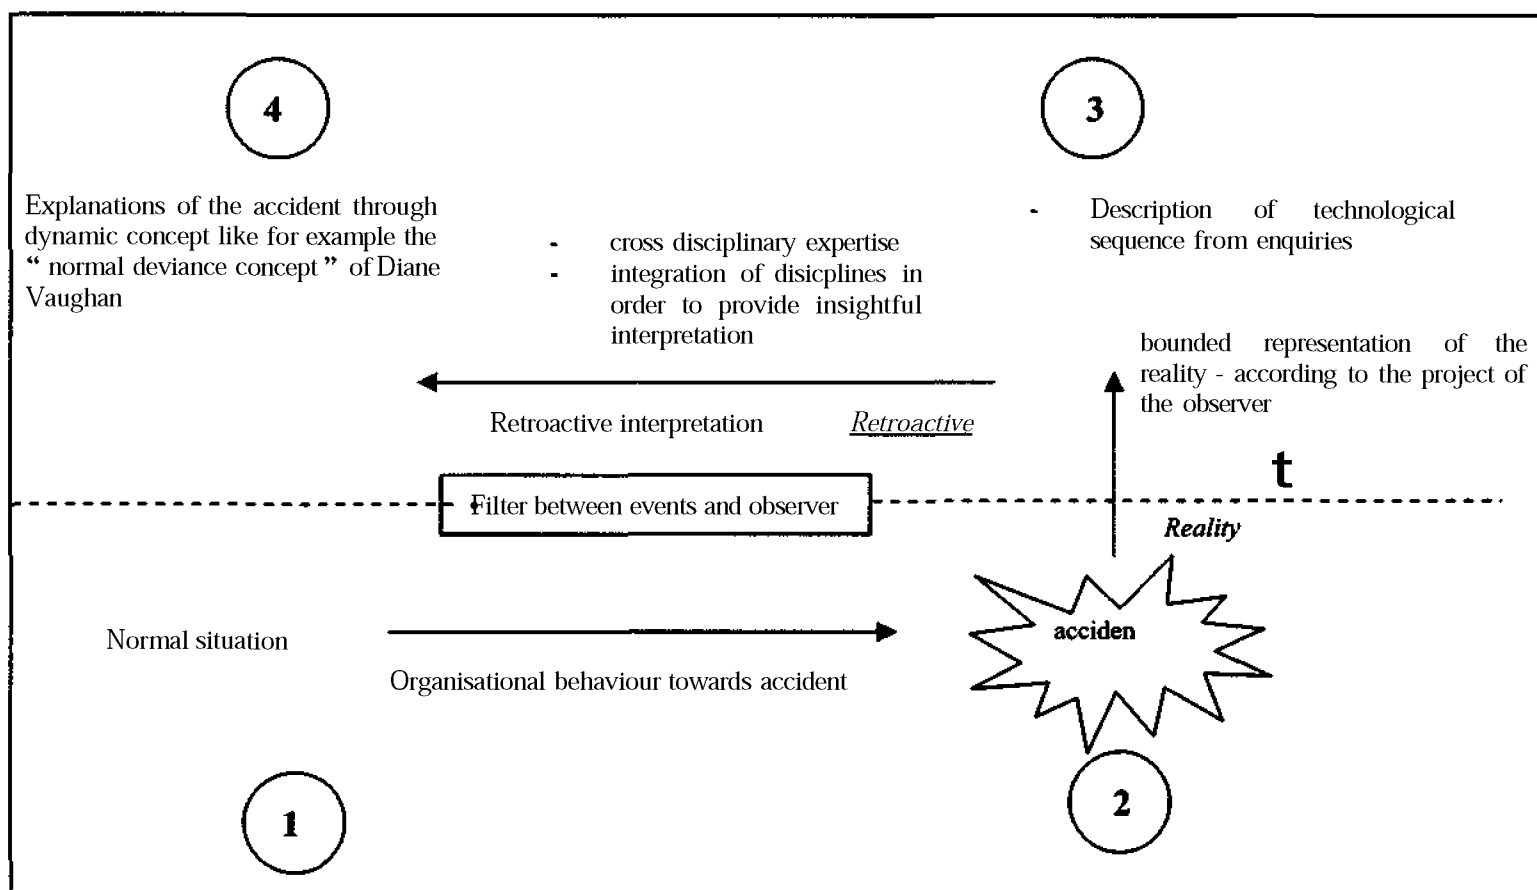 4
3
Explanations of the accident through
dynamic concept like for example the
“ normal deviance concept ” of Diane
Vaughan
- cross disciplinary expertise
- integration of disicplines in
order to provide insightful
interpretation
- Description of technological
sequence from enquiries
bounded representation of the
reality - according to the project of
the observer
Retroactive interpretation
Retroactive
t
Filter between events and observer
Reality
Normal situation
acciden
Organisational behaviour towards accident
1
2